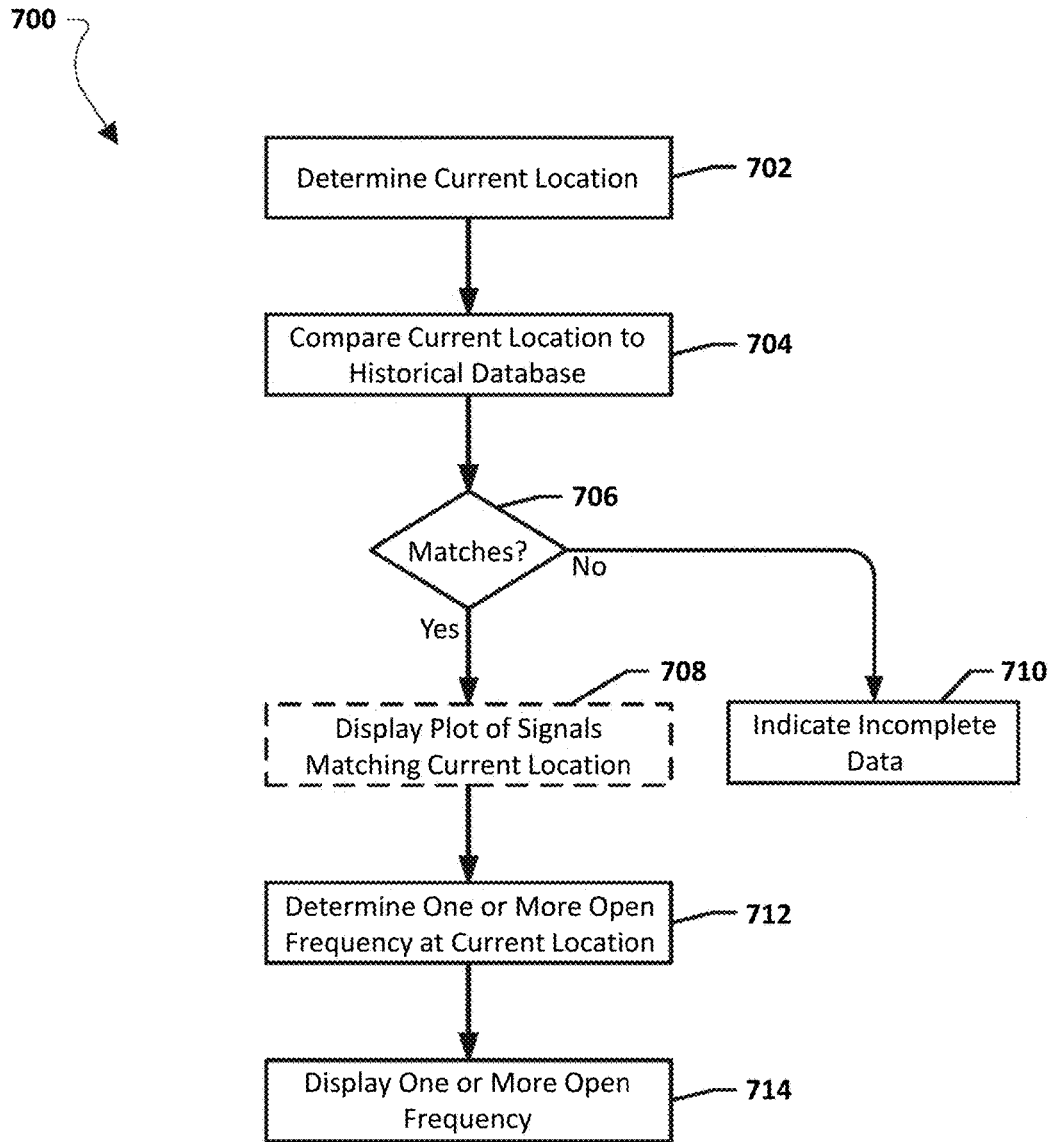 700
Determine Current Location
702
Compare Current Location to
Historical Database
704
706
Matches?
No
Yes
708
Display Plot of Signals
Matching Current Location
710
Indicate Incomplete
Data
Determine One or More Open
Frequency at Current Location
712
Display One or More Open
Frequency
714